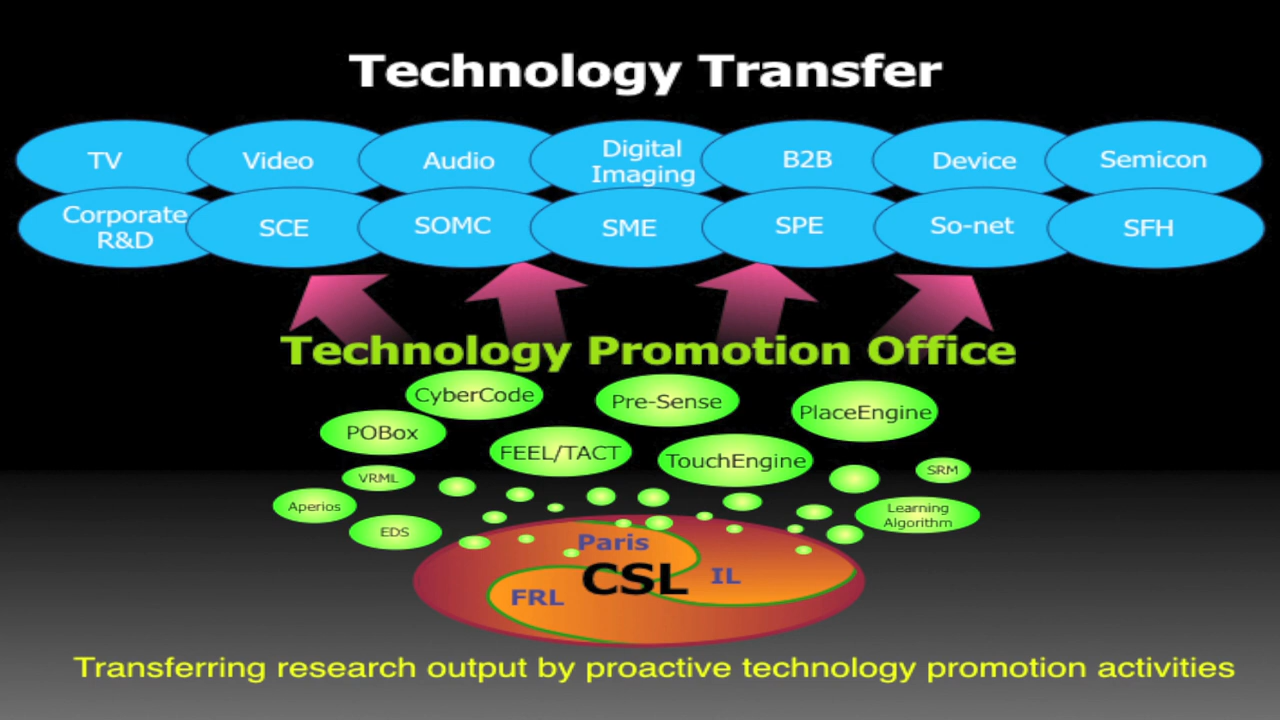 Technology Transfer
TV
Video
Audio
Digital
Imaging
B2B
Device
Semicon
Corporate
R&D
SCE
SOMC
SME
SPE
So-net
SFH
Technology Promotion Office
CyberCode
Pre-Sense
PlaceEngine
POBox
FEEL/TACT
TouchEngine
VRML
SRM
Aperios
Learning
Algorithm
EDS
Paris
CSL
IL
FRL
Transferring research output by proactive technology promotion activities